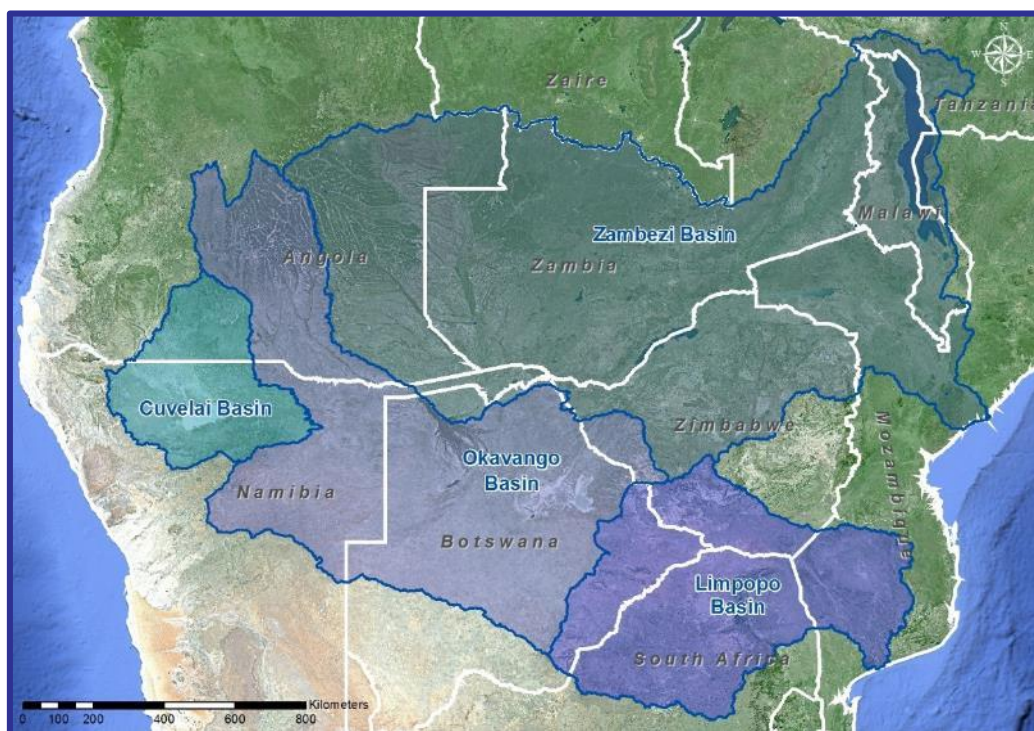 N
W
E
S
Zaire
Tanzania
Malawi
Zambezi Basin
Angola
Zambia
Cuvelai Basin
Zimbabwe
Mozambique
Okavango
Basin
Namibia
Botswana
Limpopo
Basin
South Africa
Kilometers
0 100 200 400 600 800